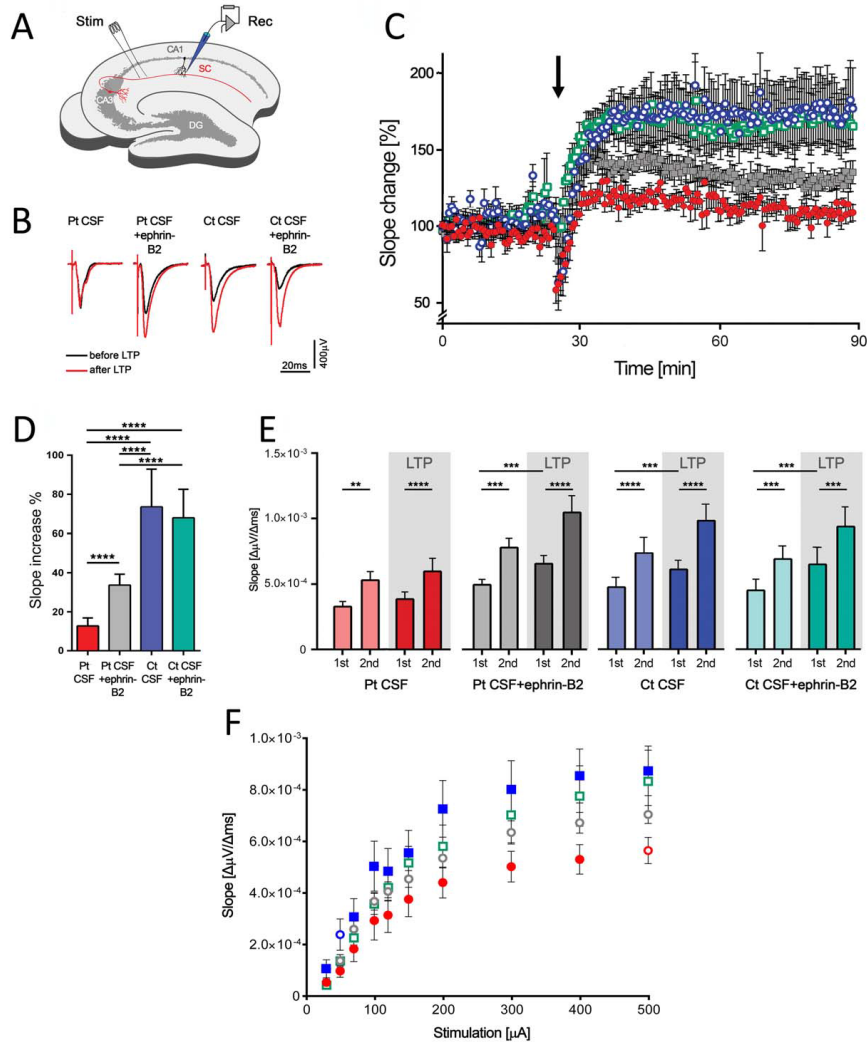 A
Stim
Rec
CA1
SC
CA3
DG
B
Pt CSF
Pt CSF
+ephrin-
B2
Ct CSF
Ct CSF
+ephrin-
B2
before LTP
after LTP
20ms
400μV
C
Slope change [%]
200
150
100
50
0
30
60
90
Time [min]
D
Slope increase %
100
80
60
40
20
0
****
****
****
****
****
Pt
CSF
Pt CSF
+ephrin-
B2
Ct
CSF
Ct CSF
+ephrin-
B2
E
Slope [ΔμV/Δms]
1.5×10⁻³
1.0×10⁻³
5.0×10⁻⁴
0
LTP
LTP
LTP
LTP
** ****
***
*** ****
***
**** ****
***
*** ***
1st 2nd 1st 2nd
1st 2nd 1st 2nd
1st 2nd 1st 2nd
1st 2nd 1st 2nd
Pt CSF
Pt CSF+ephrin-B2
Ct CSF
Ct CSF+ephrin-B2
F
Slope [ΔμV/Δms]
1.0×10⁻³
8.0×10⁻⁴
6.0×10⁻⁴
4.0×10⁻⁴
2.0×10⁻⁴
0
0 100 200 300 400 500
Stimulation [μA]